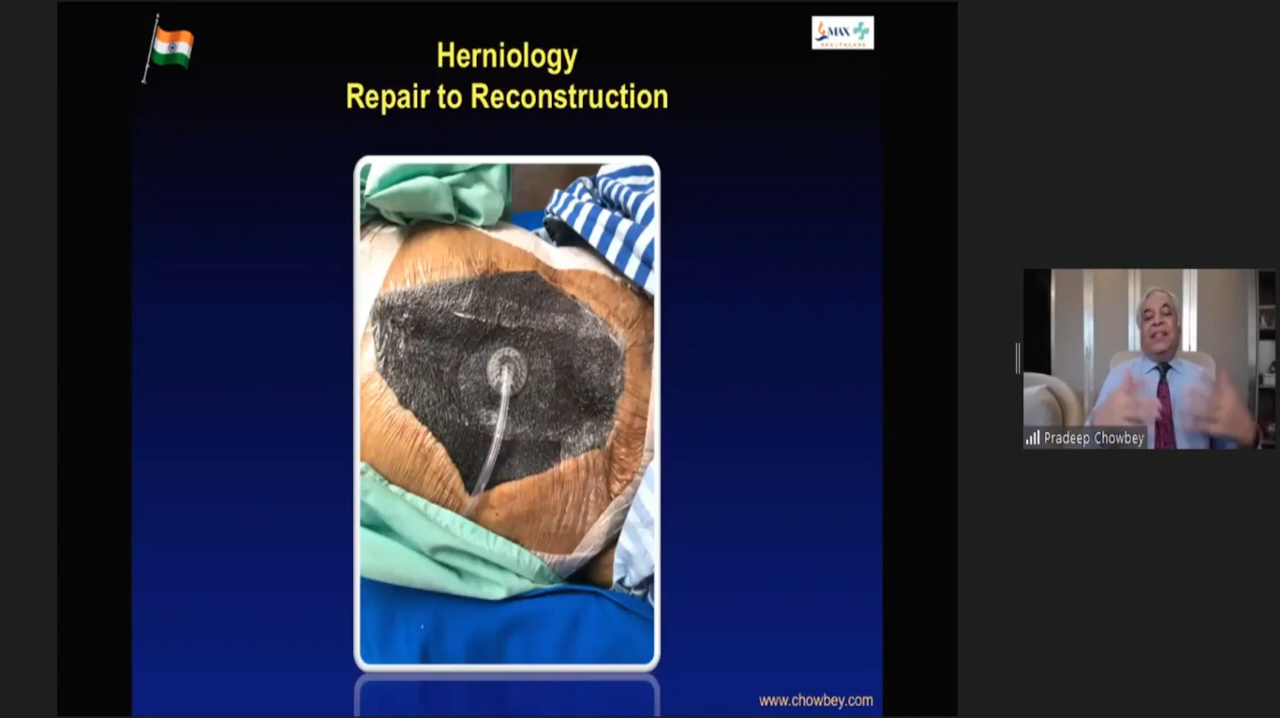 Herniology
Repair to Reconstruction
MAX
HEALTHCARE
www.chowbey.com
Pradeep Chowbey